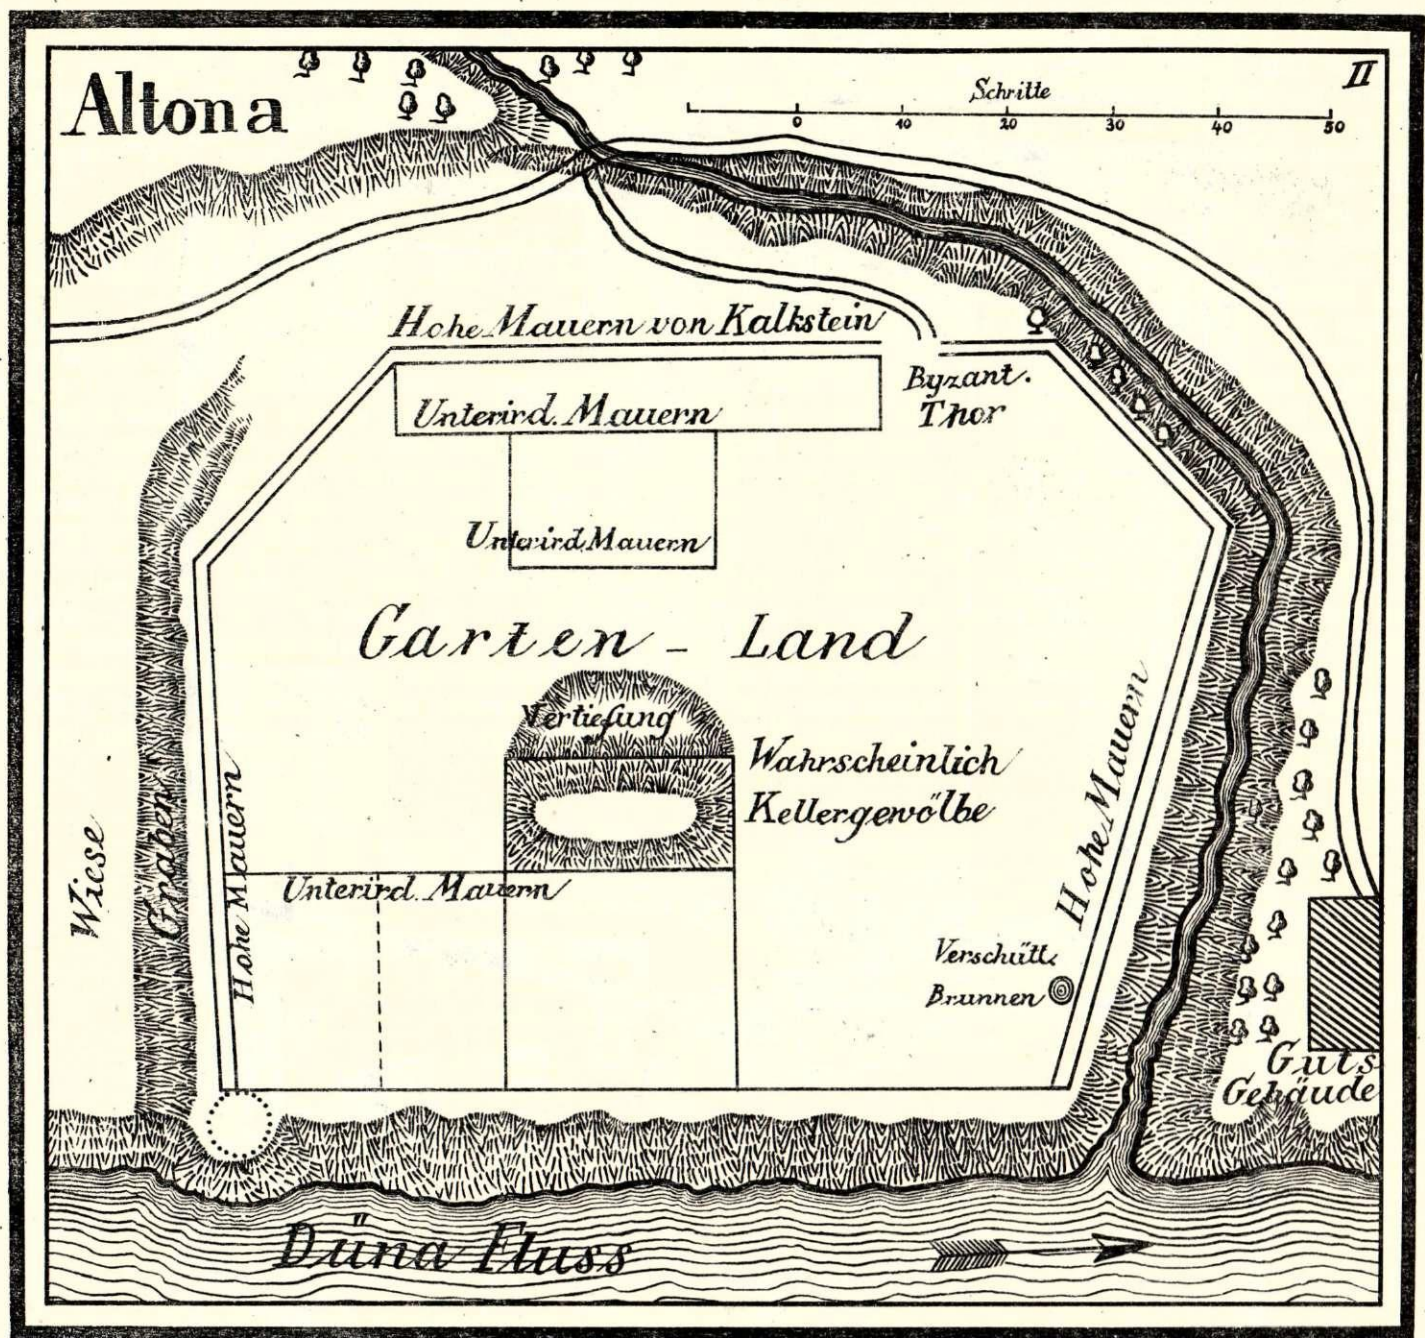 Altona
II
Schritte
0 10 20 30 40 50
Hohe Mauern von Kalkstein
Byzant.
Thor
Unterird. Mauern
Unterird. Mauern
Garten - Land
Vertiefung
Wahrscheinlich
Kellergewölbe
Hohe Mauern
Wiese
Graben
Hohe Mauern
Unterird. Mauern
Verschütt.
Brunnen
Guts
Gebäude
Düna Fluss